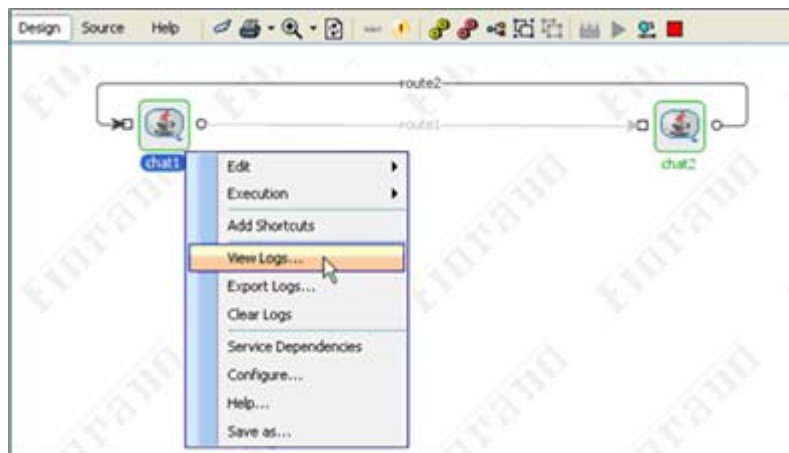 Design Source Help
route2
route1
chat1
chat2
Edit
Execution
Add Shortcuts
View Logs...
Export Logs...
Clear Logs
Service Dependencies
Configure...
Help...
Save as...